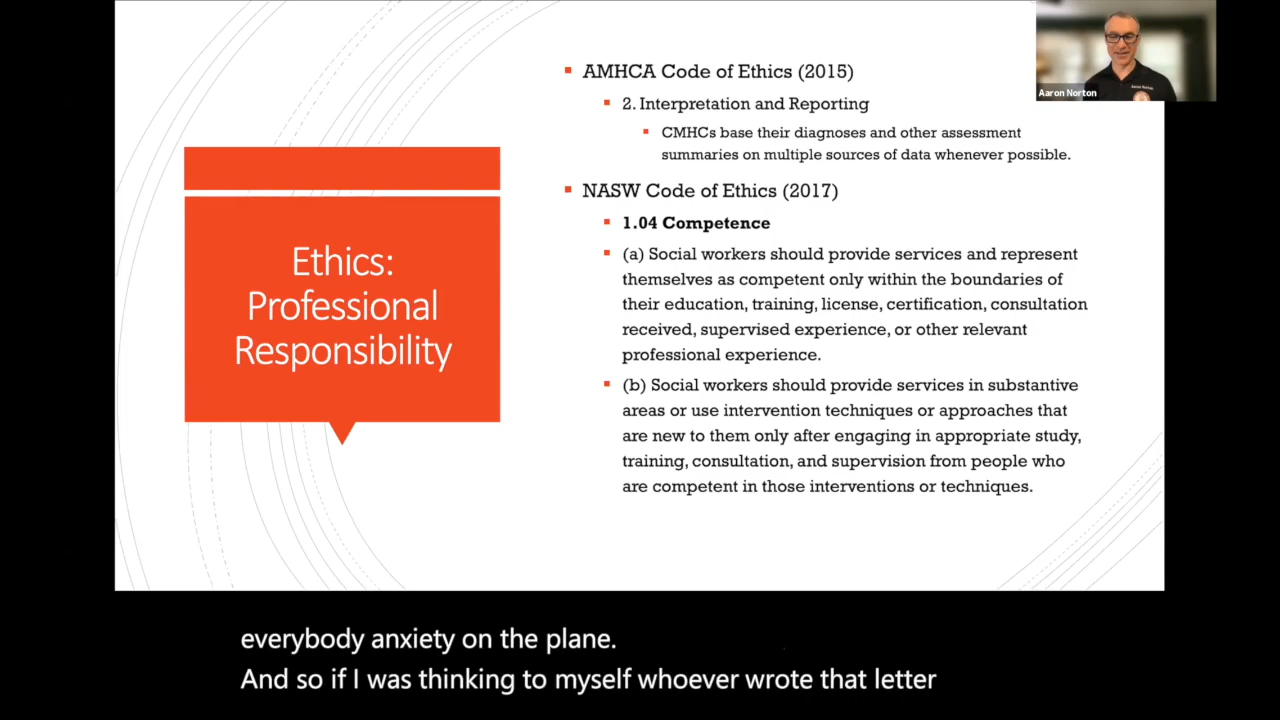 AMHCA Code of Ethics (2015)
2. Interpretation and Reporting
CMHCs base their diagnoses and other assessment
summaries on multiple sources of data whenever possible.
NASW Code of Ethics (2017)
1.04 Competence
(a) Social workers should provide services and represent
themselves as competent only within the boundaries of
their education, training, license, certification, consultation
received, supervised experience, or other relevant
professional experience.
(b) Social workers should provide services in substantive
areas or use intervention techniques or approaches that
are new to them only after engaging in appropriate study,
training, consultation, and supervision from people who
are competent in those interventions or techniques.
Ethics:
Professional
Responsibility
Aaron Norton
everybody anxiety on the plane.
And so if I was thinking to myself whoever wrote that letter